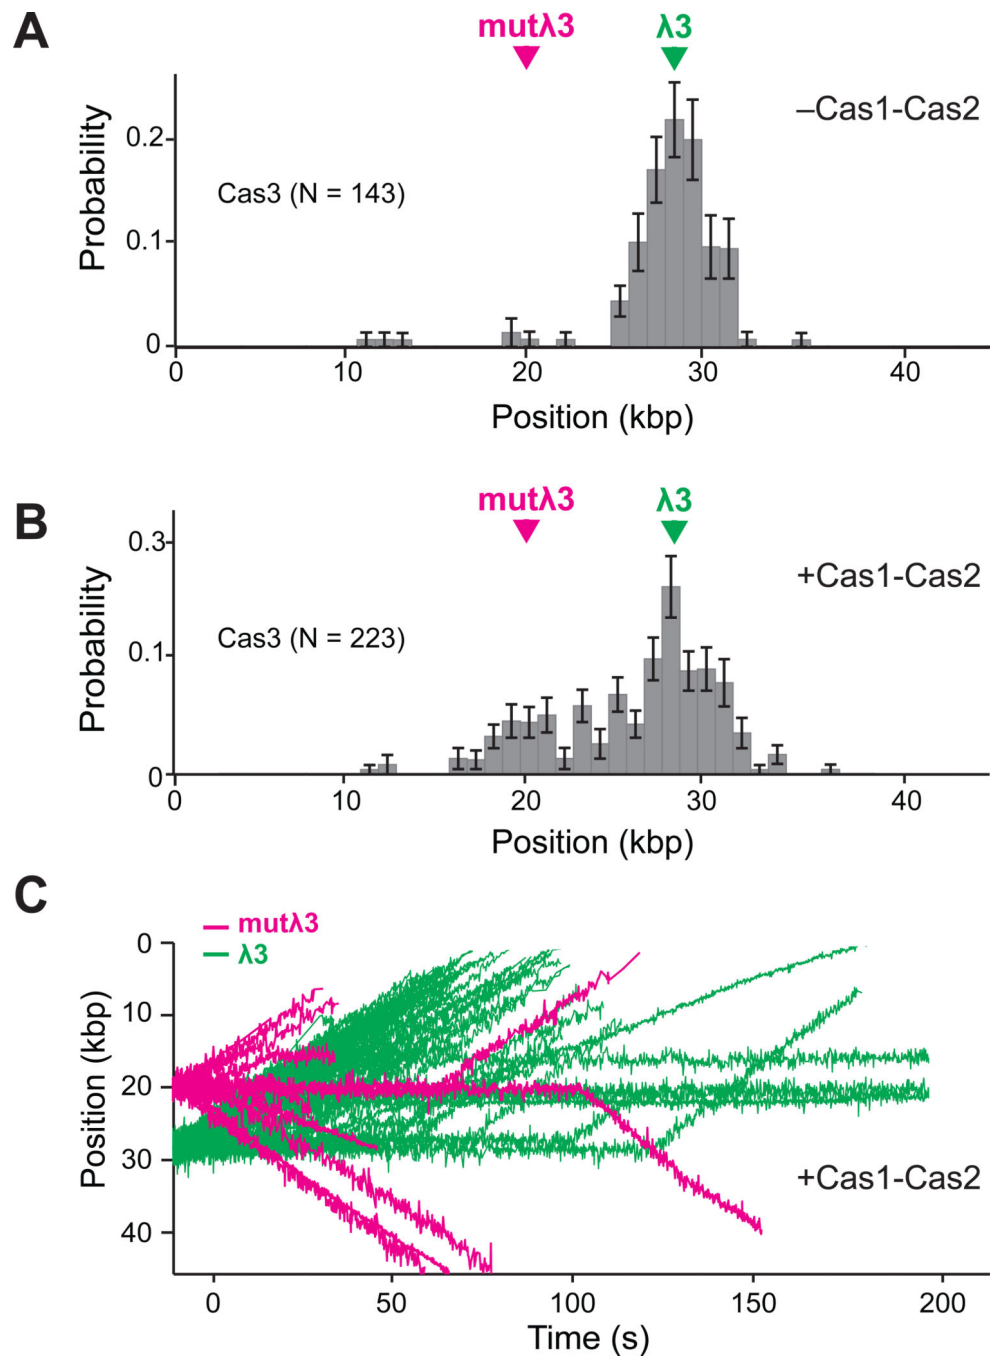 A
mutλ3 λ3
–Cas1-Cas2
Probability
0.2
0.1
0
Cas3 (N = 143)
0 10 20 30 40
Position (kbp)
B
mutλ3 λ3
+Cas1-Cas2
Probability
0.3
0.1
0
Cas3 (N = 223)
0 10 20 30 40
Position (kbp)
C
mutλ3
λ3
Position (kbp)
0
10
20
30
40
+Cas1-Cas2
0 50 100 150 200
Time (s)